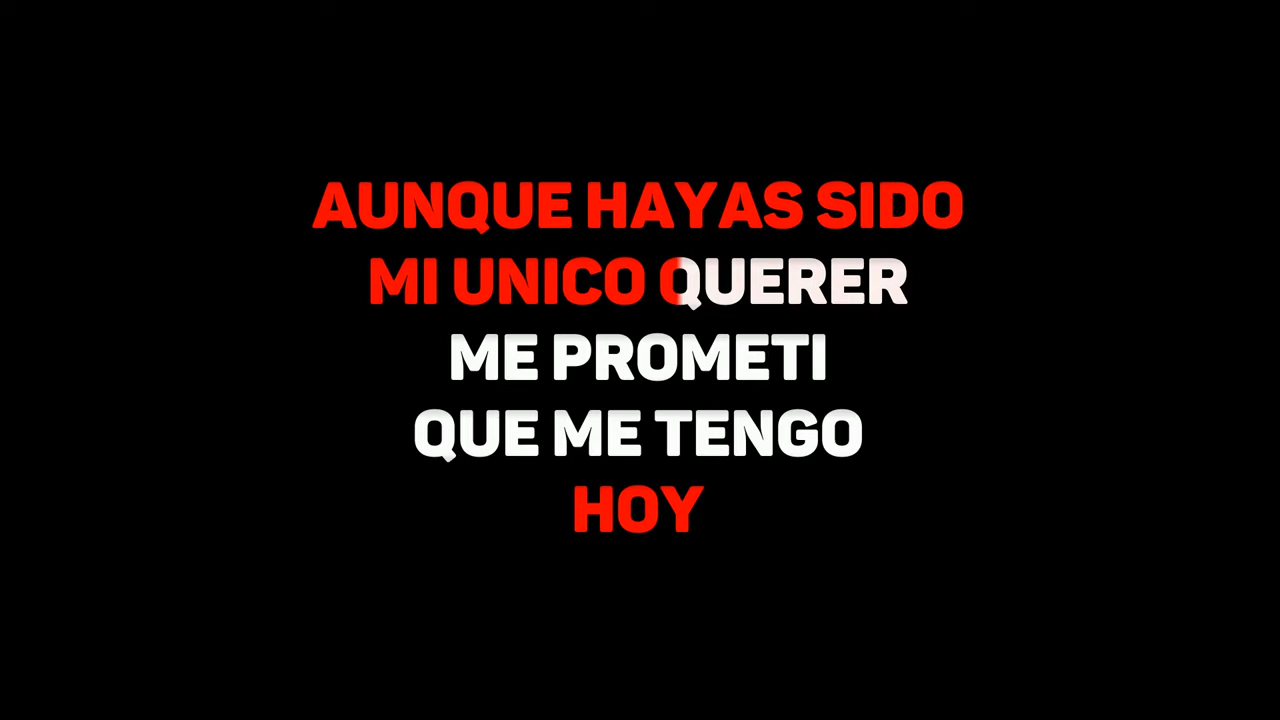 AUNQUE HAYAS SIDO
MI UNICO QUERER
ME PROMETI
QUE ME TENGO
HOY